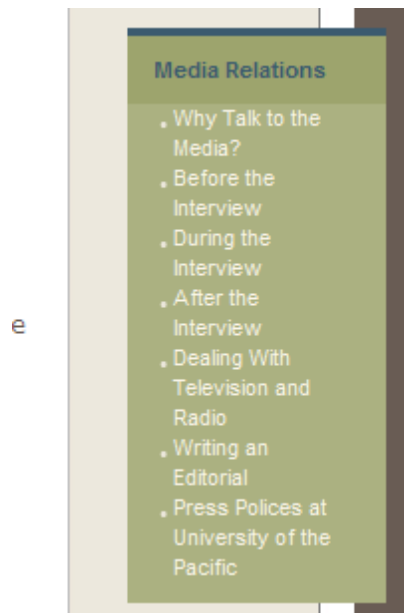 Media Relations
Why Talk to the
Media?
Before the
Interview
During the
Interview
After the
Interview
e
Dealing With
Television and
Radio
Writing an
Editorial
Press Polices at
University of the
Pacific